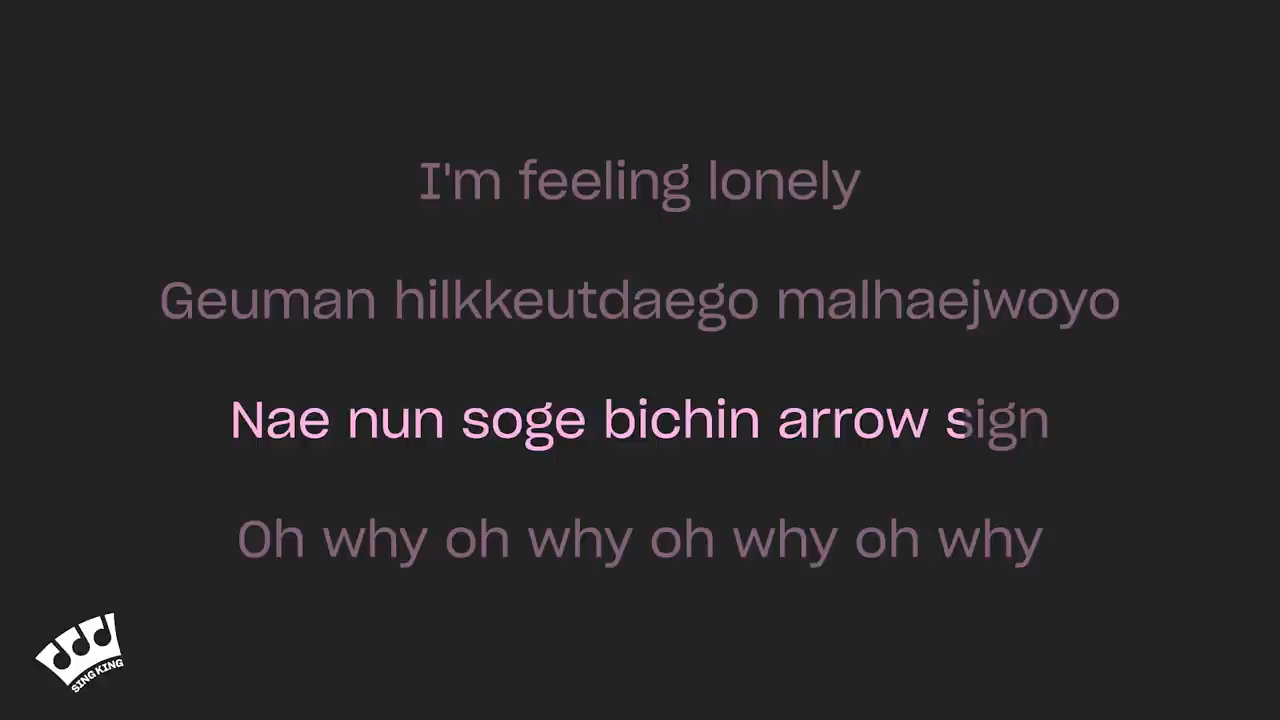 I'm feeling lonely
Geuman hilkkeutdaego malhaejwoyo
Nae nun soge bichin arrow sign
Oh why oh why oh why oh why
SING KING